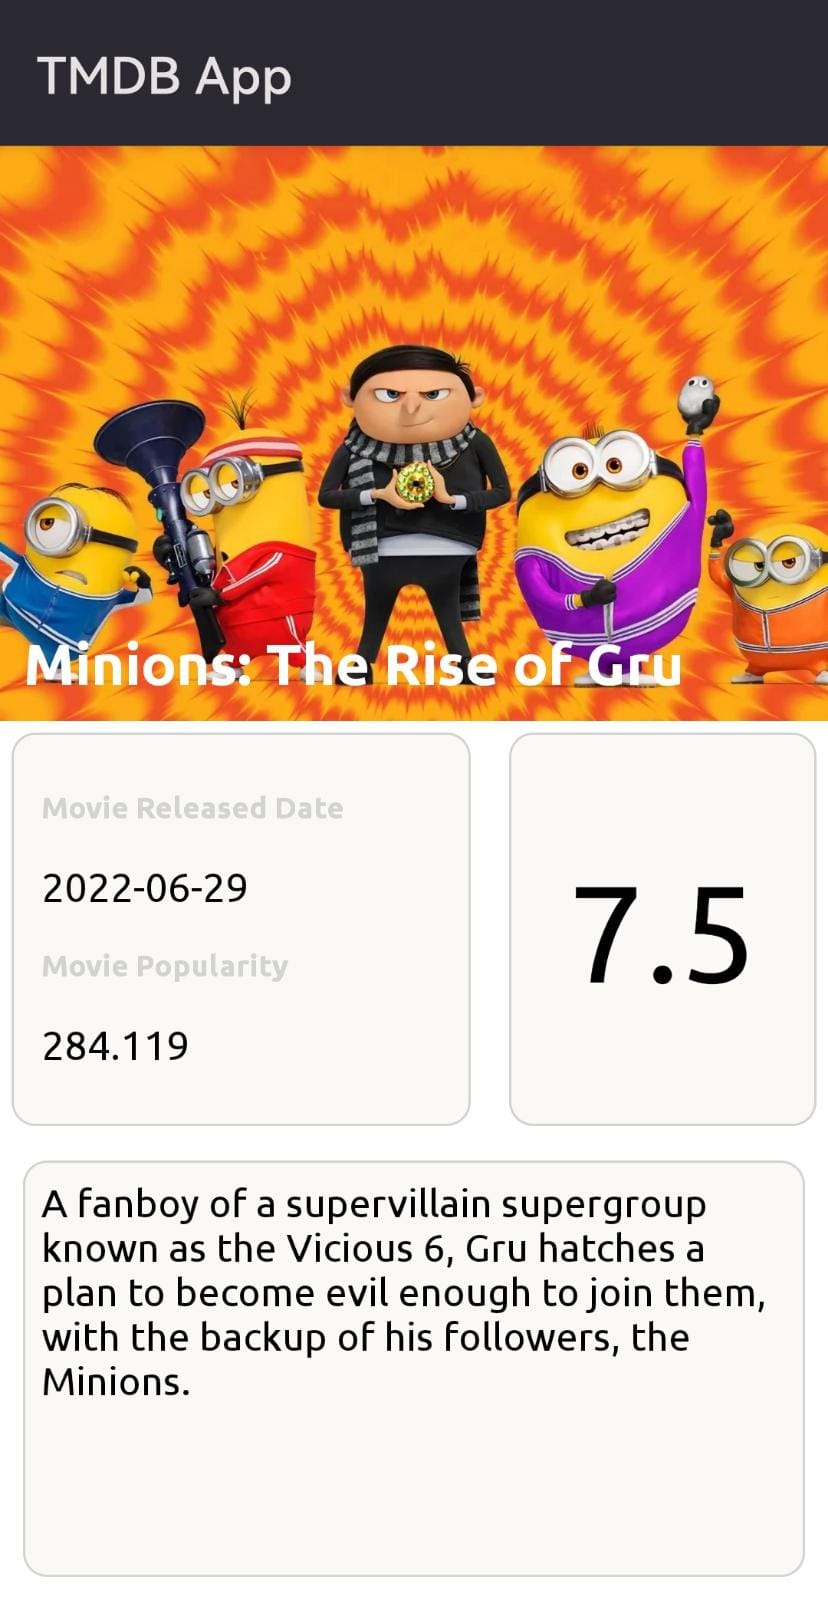 TMDB App
Minions: The Rise of Gru
Movie Released Date
2022-06-29
Movie Popularity
284.119
7.5
A fanboy of a supervillain supergroup
known as the Vicious 6, Gru hatches a
plan to become evil enough to join them,
with the backup of his followers, the
Minions.